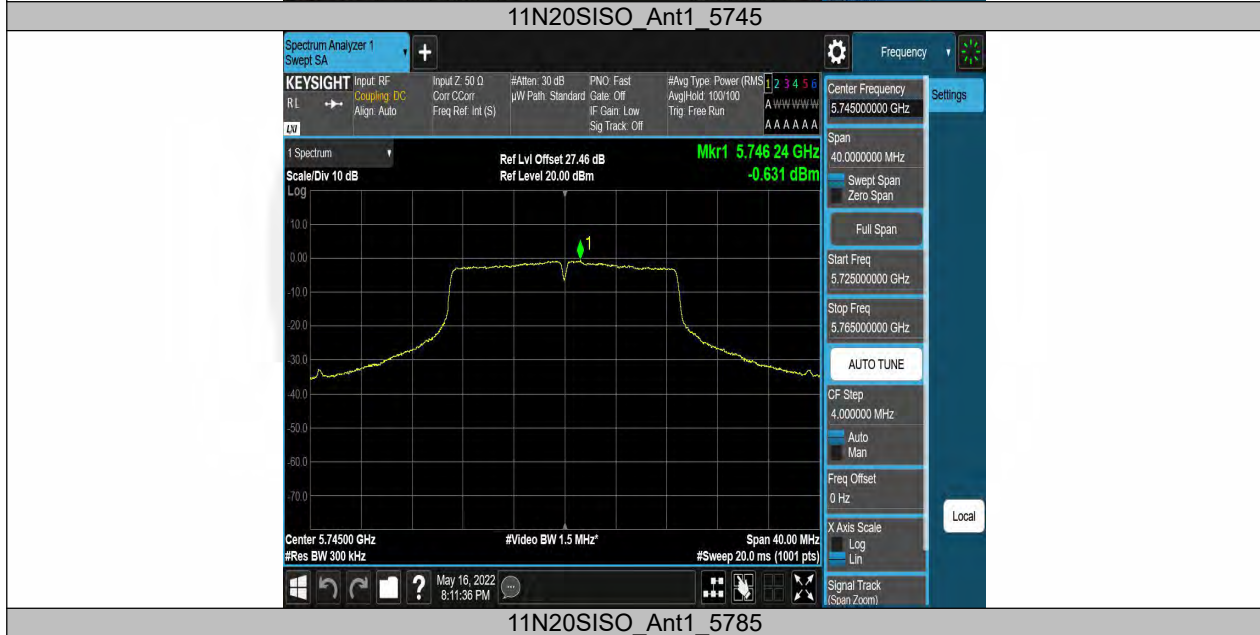 11N20SISO_Ant1_5745
Spectrum Analyzer 1
Swept SA
+
Frequency
KEYSIGHT
Input: RF
Coupling: DC
Align: Auto
Input Z: 50 Ω
Corr CCorr
Freq Ref: Int (S)
#Atten: 30 dB
µW Path: Standard
PNO: Fast
Gate: Off
IF Gain: Low
Sig Track: Off
#Avg Type: Power (RMS
Avg|Hold: 100/100
Trig: Free Run
1 2 3 4 5 6
A W W W W W
A A A A A A
RL
LXI
Center Frequency
5.745000000 GHz
Settings
Span
40.0000000 MHz
Swept Span
Zero Span
Full Span
Start Freq
5.725000000 GHz
Stop Freq
5.765000000 GHz
AUTO TUNE
CF Step
4.000000 MHz
Auto
Man
Freq Offset
0 Hz
X Axis Scale
Log
Lin
Local
Signal Track
(Span Zoom)
1 Spectrum
Scale/Div 10 dB
Ref Lvl Offset 27.46 dB
Ref Level 20.00 dBm
Mkr1 5.746 24 GHz
-0.631 dBm
Log
10.0
0.00
-10.0
-20.0
-30.0
-40.0
-50.0
-60.0
-70.0
1
Center 5.74500 GHz
#Res BW 300 kHz
#Video BW 1.5 MHz*
Span 40.00 MHz
#Sweep 20.0 ms (1001 pts)
?
May 16, 2022
8:11:36 PM
11N20SISO_Ant1_5785